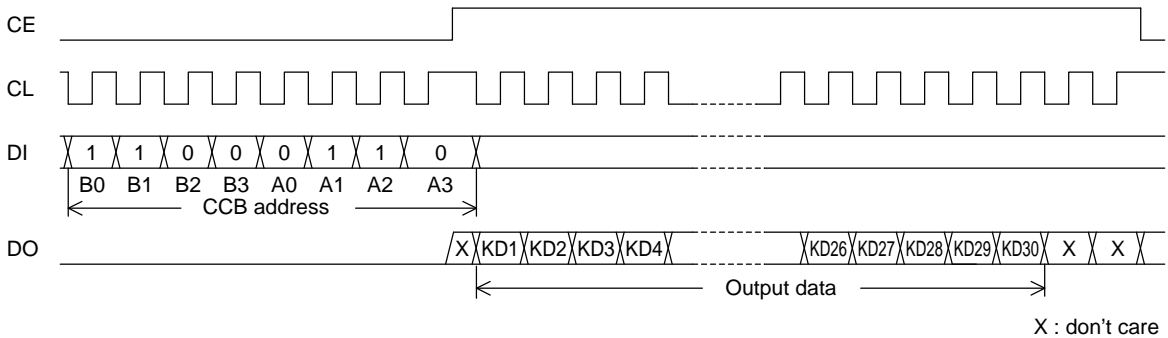 CE
CL
DI 1 1 0 0 0 1 1 0
B0 B1 B2 B3 A0 A1 A2 A3
CCB address
DO X KD1 KD2 KD3 KD4 KD26 KD27 KD28 KD29 KD30 X X
Output data
X : don't care